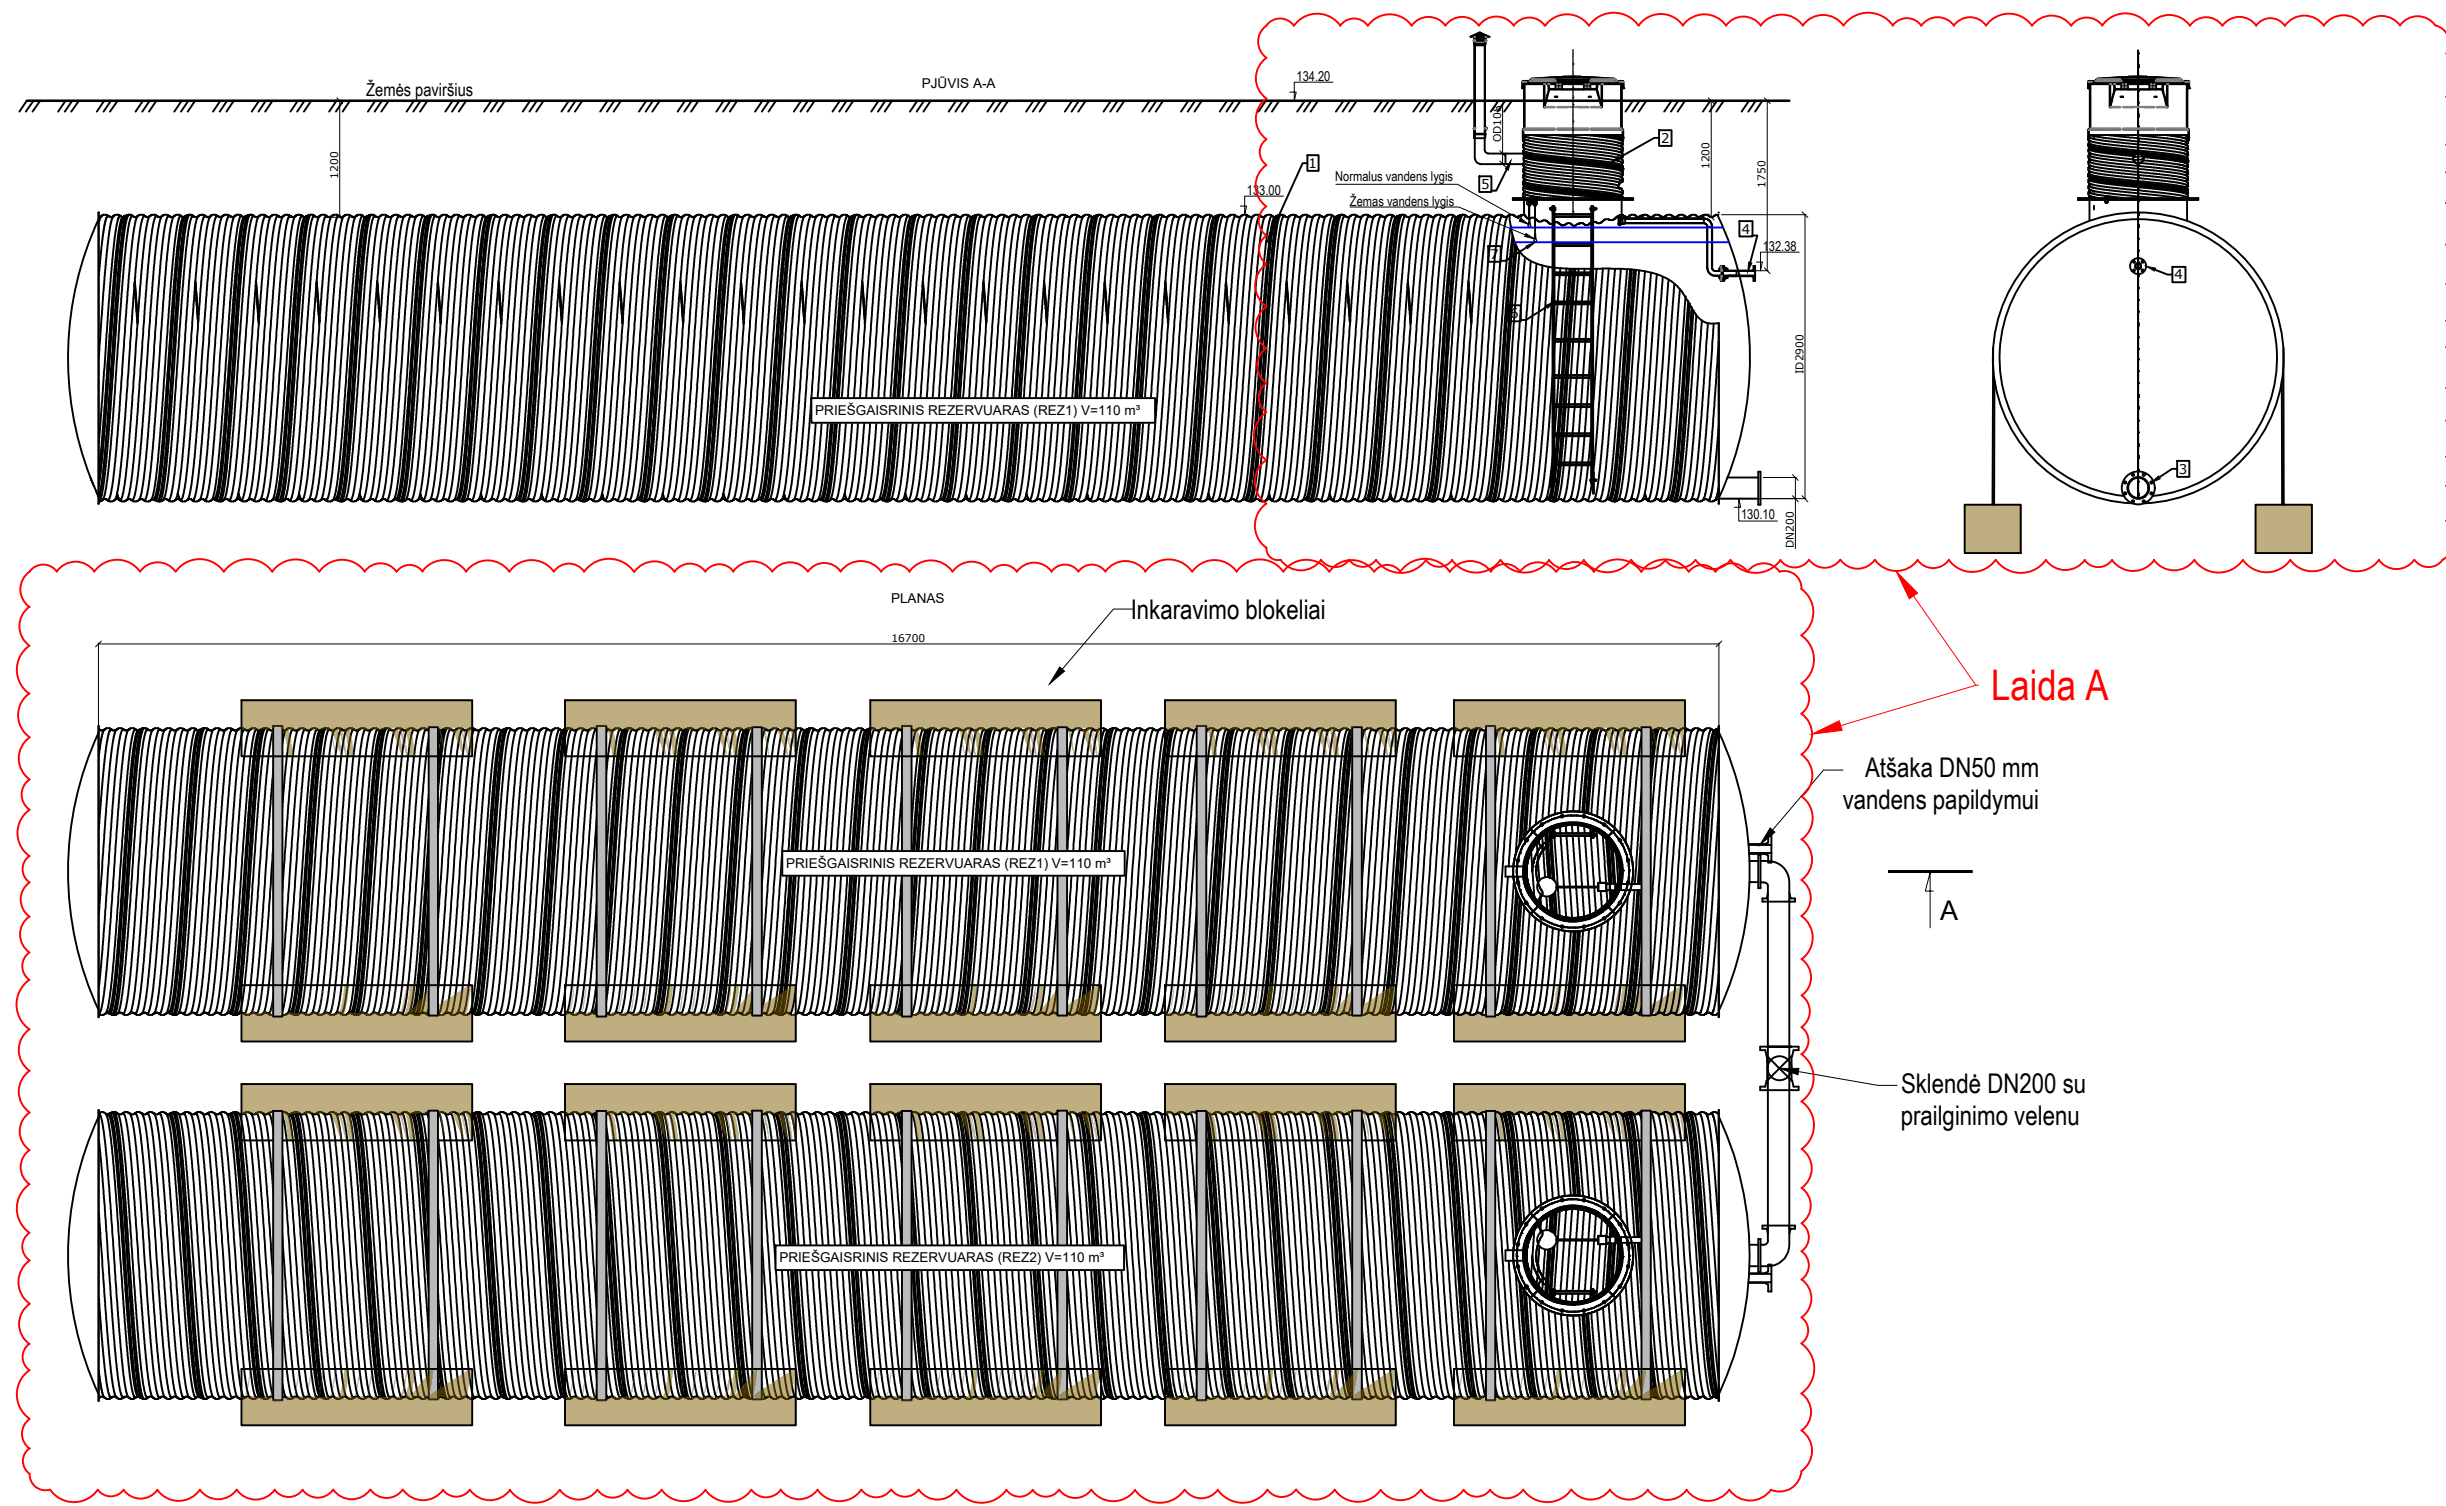 PJŪVIS A-A
Žemės paviršius
134.20
1200
OD108
2
1
5
Normalus vandens lygis
Žemas vandens lygis
133.00
1200
1750
4
132.38
7
6
ID2900
4
3
PRIEŠGAISRINIS REZERVUARAS (REZ1) V=110 m³
130.10
DN200
PLANAS
Inkaravimo blokeliai
16700
Laida A
Atšaka DN50 mm
vandens papildymui
PRIEŠGAISRINIS REZERVUARAS (REZ1) V=110 m³
A
Sklendė DN200 su
prailginimo velenu
PRIEŠGAISRINIS REZERVUARAS (REZ2) V=110 m³